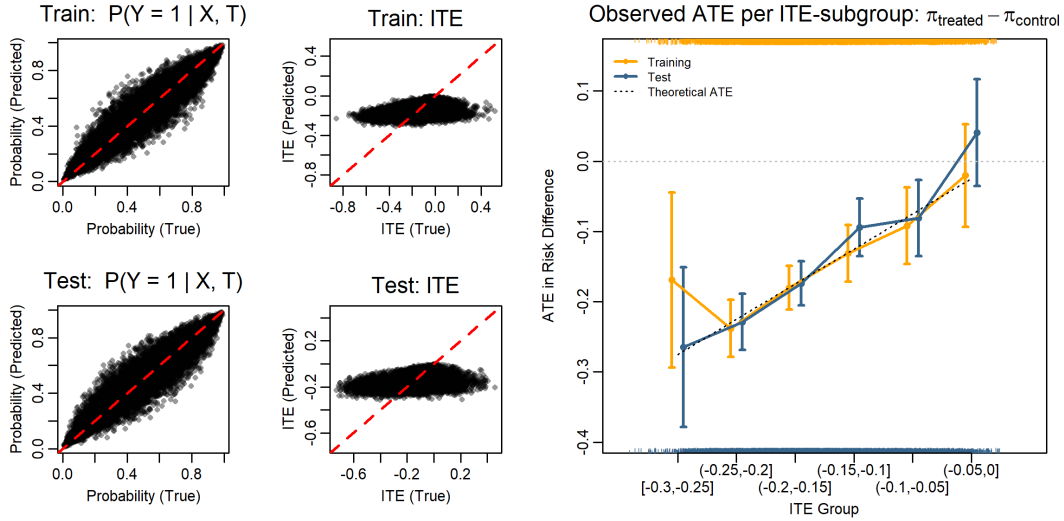 Train:  P(Y = 1 | X, T)
Probability (Predicted)
0.0
0.4
0.8
0.0
0.4
0.8
Probability (True)
Train: ITE
ITE (Predicted)
0.4
0.0
-0.4
-0.8
-0.8
-0.4
0.0
0.4
ITE (True)
Test:  P(Y = 1 | X, T)
Probability (Predicted)
0.0
0.4
0.8
0.0
0.4
0.8
Probability (True)
Test: ITE
ITE (Predicted)
0.2
-0.2
-0.6
-0.6
-0.2
0.2
ITE (True)
Observed ATE per ITE-subgroup:  πtreated − πcontrol
Training
Test
Theoretical ATE
ATE in Risk Difference
0.1
0.0
-0.1
-0.2
-0.3
-0.4
[-0.3,-0.25]
(-0.25,-0.2]
(-0.2,-0.15]
(-0.15,-0.1]
(-0.1,-0.05]
(-0.05,0]
ITE Group